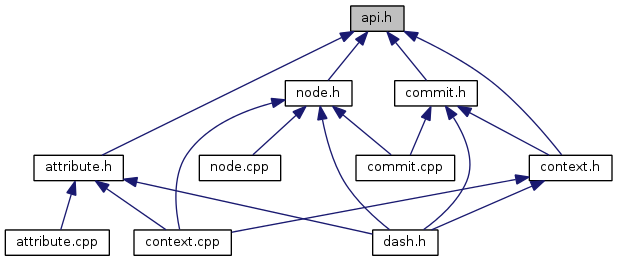 api.h
node.h
commit.h
attribute.h
node.cpp
commit.cpp
context.h
attribute.cpp
context.cpp
dash.h